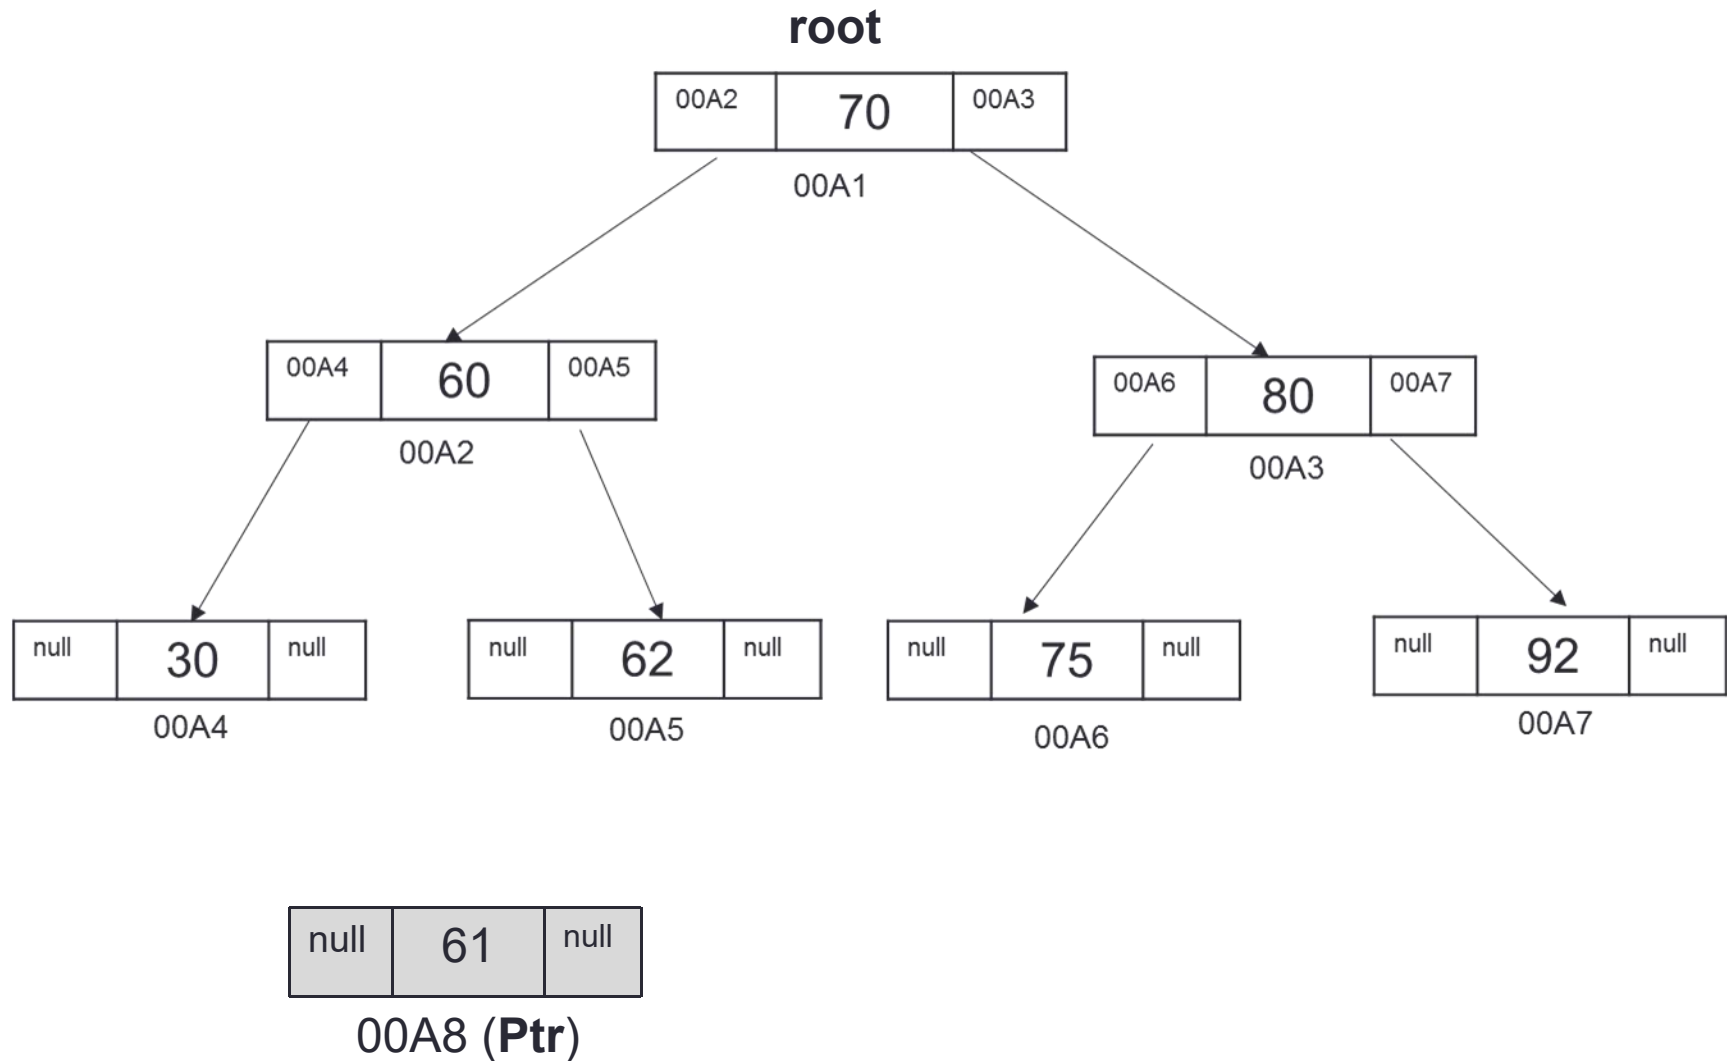 root
00A2 70 00A3
00A1
00A4 60 00A5
00A2
00A6 80 00A7
00A3
null 30 null
00A4
null 62 null
00A5
null 75 null
00A6
null 92 null
00A7
null 61 null
00A8 (Ptr)